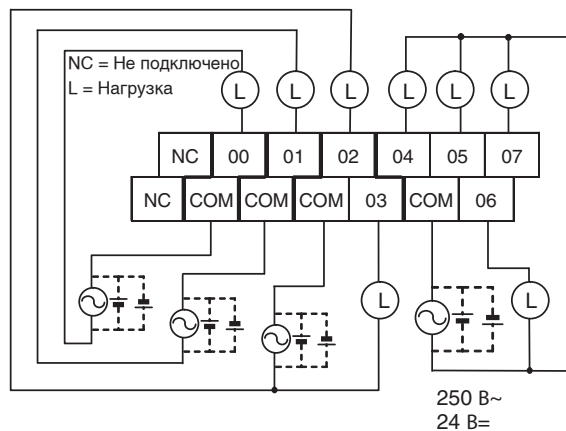 NC = Не подключено
L = Нагрузка
L L L L L L
NC 00 01 02 04 05 07
NC COM COM COM 03 COM 06
L L
250 В~
24 В=